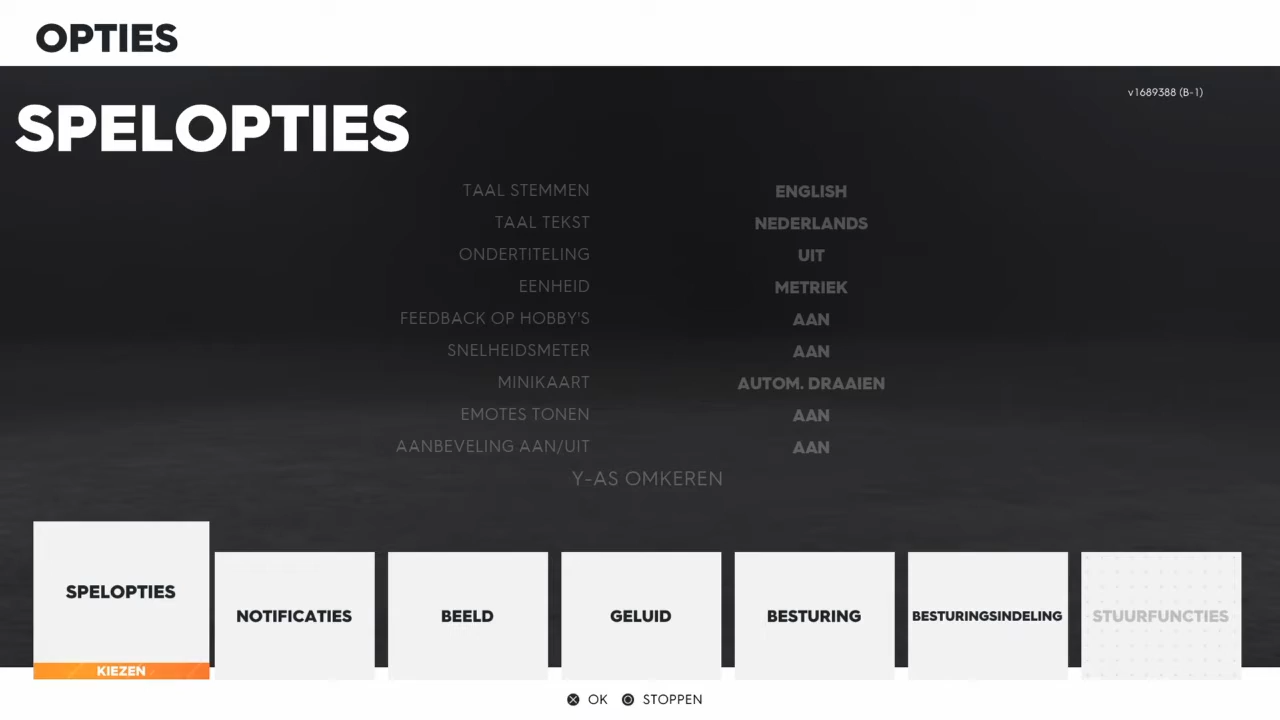 OPTIES
v1689388 (B-1)
SPELOPTIES
TAAL STEMMEN ENGLISH
TAAL TEKST NEDERLANDS
ONDERTITELING UIT
EENHEID METRIEK
FEEDBACK OP HOBBY'S AAN
SNELHEIDSMETER AAN
MINIKAART AUTOM. DRAAIEN
EMOTES TONEN AAN
AANBEVELING AAN/UIT AAN
Y-AS OMKEREN
SPELOPTIES
NOTIFICATIES
BEELD
GELUID
BESTURING
BESTURINGSINDELING
STUURFUNCTIES
KIEZEN
OK STOPPEN